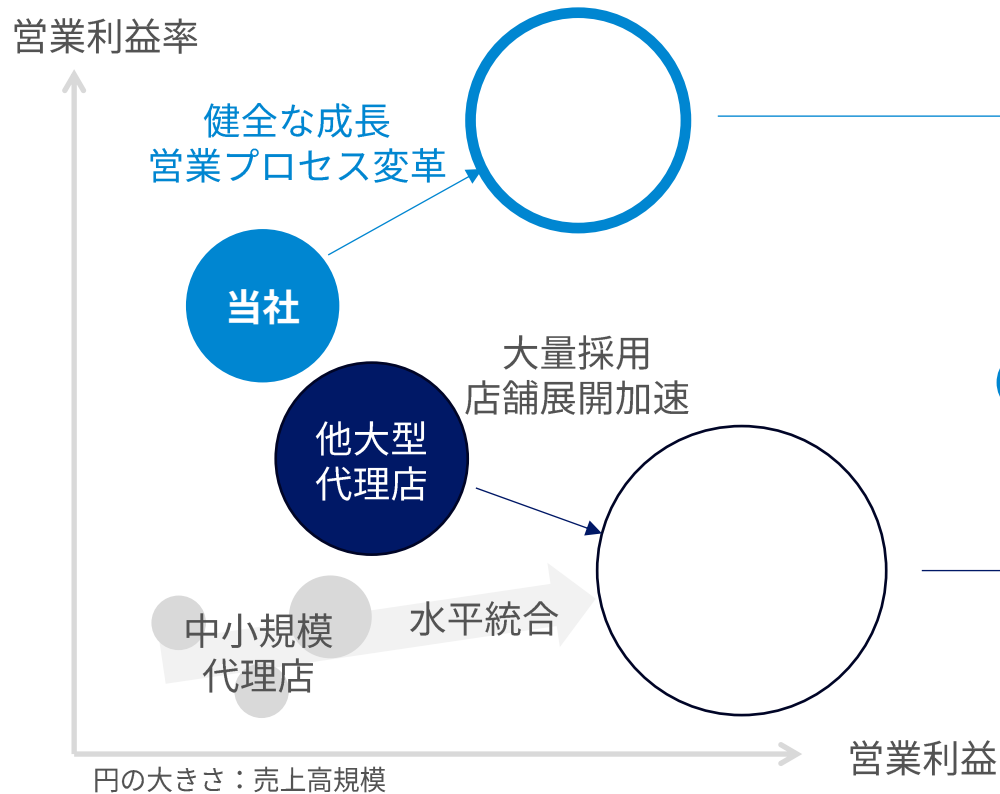 営業利益率
健全な成長
営業プロセス変革
当社
大量採用
店舗展開加速
他大型
代理店
水平統合
中小規模
代理店
営業利益
円の大きさ：売上高規模